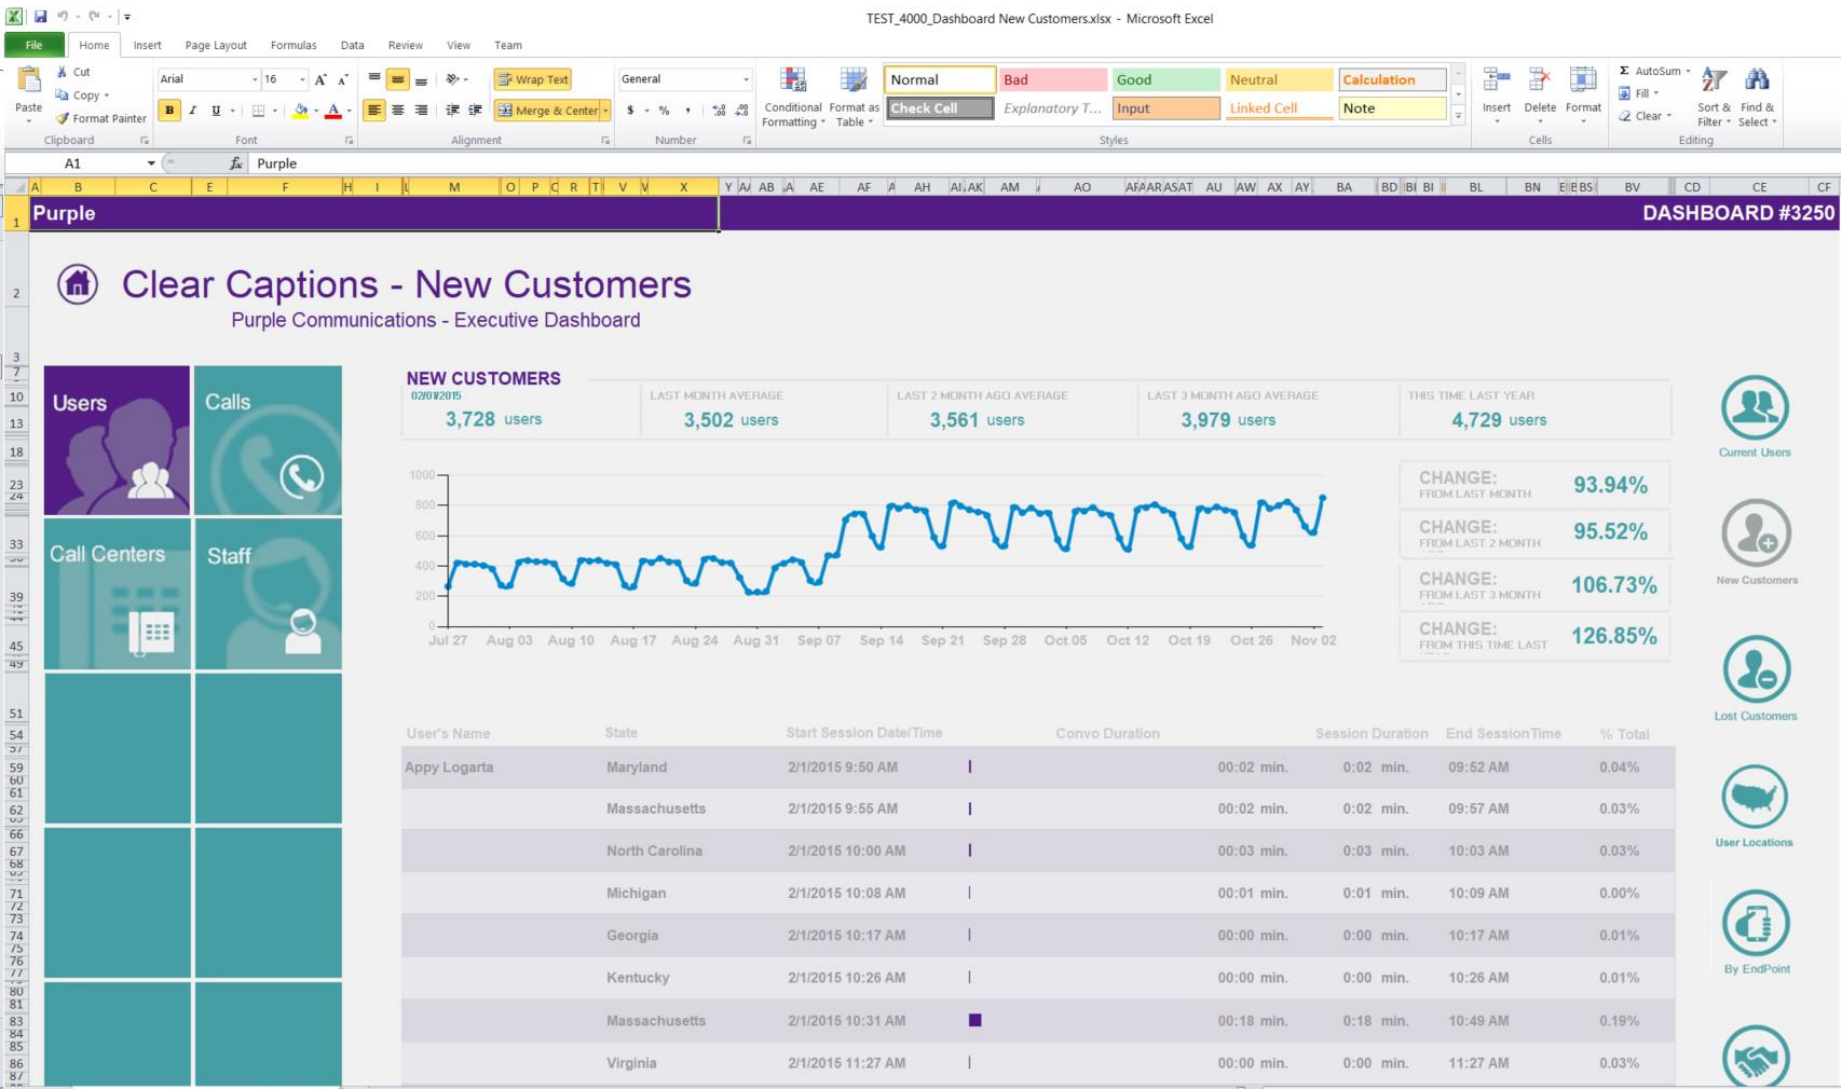 TEST_4000_Dashboard New Customers.xlsx - Microsoft Excel
File Home Insert Page Layout Formulas Data Review View Team
Paste Cut Copy Format Painter
Arial 16 Wrap Text Merge & Center
General $ %
Conditional Formatting Format as Table
Normal Bad Good Neutral Calculation
Check Cell Explanatory T... Input Linked Cell Note
Insert Delete Format
Σ AutoSum Fill Clear Sort & Filter Find & Select
Clipboard Font Alignment Number Styles Cells Editing
A1 fx Purple
Purple DASHBOARD #3250
Clear Captions - New Customers
Purple Communications - Executive Dashboard
Users Calls
Call Centers Staff
NEW CUSTOMERS
02/01/2015 LAST MONTH AVERAGE LAST 2 MONTH AGO AVERAGE LAST 3 MONTH AGO AVERAGE THIS TIME LAST YEAR
3,728 users 3,502 users 3,561 users 3,979 users 4,729 users
1000
800
600
400
200
0
Jul 27 Aug 03 Aug 10 Aug 17 Aug 24 Aug 31 Sep 07 Sep 14 Sep 21 Sep 28 Oct 05 Oct 12 Oct 19 Oct 26 Nov 02
CHANGE: 93.94%
FROM LAST MONTH
CHANGE: 95.52%
FROM LAST 2 MONTH
CHANGE: 106.73%
FROM LAST 3 MONTH
CHANGE: 126.85%
FROM THIS TIME LAST
Current Users
New Customers
Lost Customers
User Locations
By EndPoint
User's Name State Start Session Date/Time Convo Duration Session Duration End SessionTime % Total
Appy Logarta Maryland 2/1/2015 9:50 AM 00:02 min. 0:02 min. 09:52 AM 0.04%
Massachusetts 2/1/2015 9:55 AM 00:02 min. 0:02 min. 09:57 AM 0.03%
North Carolina 2/1/2015 10:00 AM 00:03 min. 0:03 min. 10:03 AM 0.03%
Michigan 2/1/2015 10:08 AM 00:01 min. 0:01 min. 10:09 AM 0.00%
Georgia 2/1/2015 10:17 AM 00:00 min. 0:00 min. 10:17 AM 0.01%
Kentucky 2/1/2015 10:26 AM 00:00 min. 0:00 min. 10:26 AM 0.01%
Massachusetts 2/1/2015 10:31 AM 00:18 min. 0:18 min. 10:49 AM 0.19%
Virginia 2/1/2015 11:27 AM 00:00 min. 0:00 min. 11:27 AM 0.03%